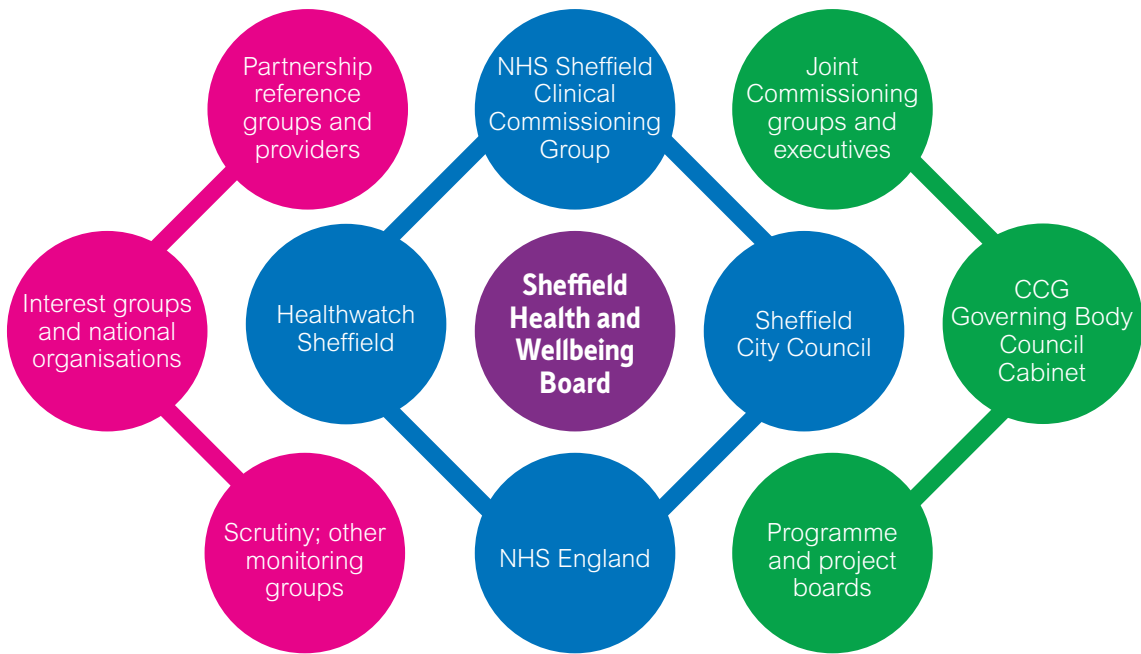 Partnership
reference
groups and
providers
NHS Sheffield
Clinical
Commissioning
Group
Joint
Commissioning
groups and
executives
Interest groups
and national
organisations
Healthwatch
Sheffield
Sheffield
Health and
Wellbeing
Board
Sheffield
City Council
CCG
Governing Body
Council
Cabinet
Scrutiny; other
monitoring
groups
NHS England
Programme
and project
boards